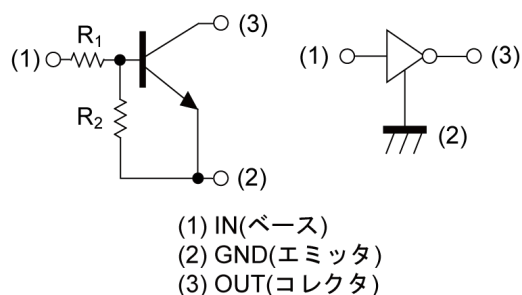 (1)
R1
R2
(3)
(2)
(1)
(3)
(2)
(1) IN(ベース)
(2) GND(エミッタ)
(3) OUT(コレクタ)